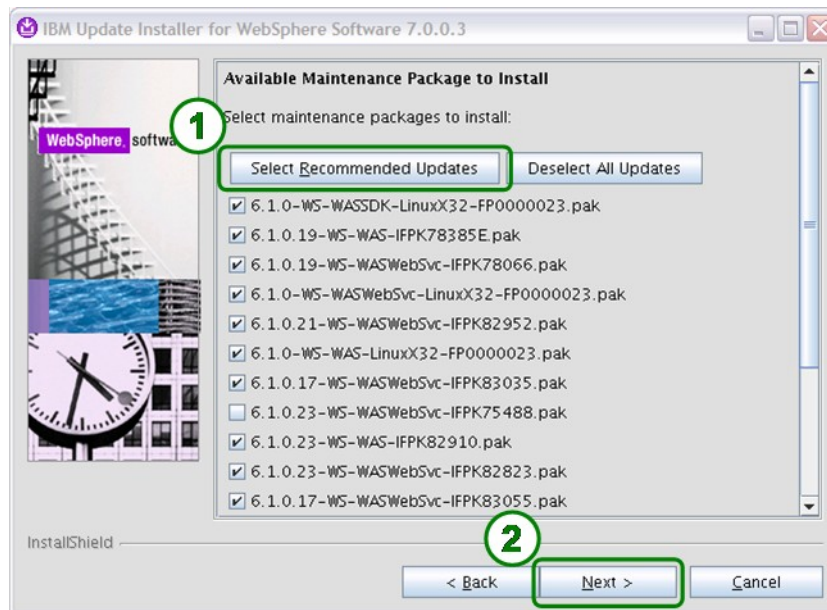 IBM Update Installer for WebSphere Software 7.0.0.3
WebSphere. softwa
Available Maintenance Package to Install
1
Select maintenance packages to install:
Select Recommended Updates
Deselect All Updates
6.1.0-WS-WASSDK-LinuxX32-FP0000023.pak
6.1.0.19-WS-WAS-IFPK78385E.pak
6.1.0.19-WS-WASWebSvc-IFPK78066.pak
6.1.0-WS-WASWebSvc-LinuxX32-FP0000023.pak
6.1.0.21-WS-WASWebSvc-IFPK82952.pak
6.1.0-WS-WAS-LinuxX32-FP0000023.pak
6.1.0.17-WS-WASWebSvc-IFPK83035.pak
6.1.0.23-WS-WASWebSvc-IFPK75488.pak
6.1.0.23-WS-WAS-IFPK82910.pak
6.1.0.23-WS-WASWebSvc-IFPK82823.pak
6.1.0.17-WS-WASWebSvc-IFPK83055.pak
InstallShield
2
< Back
Next >
Cancel